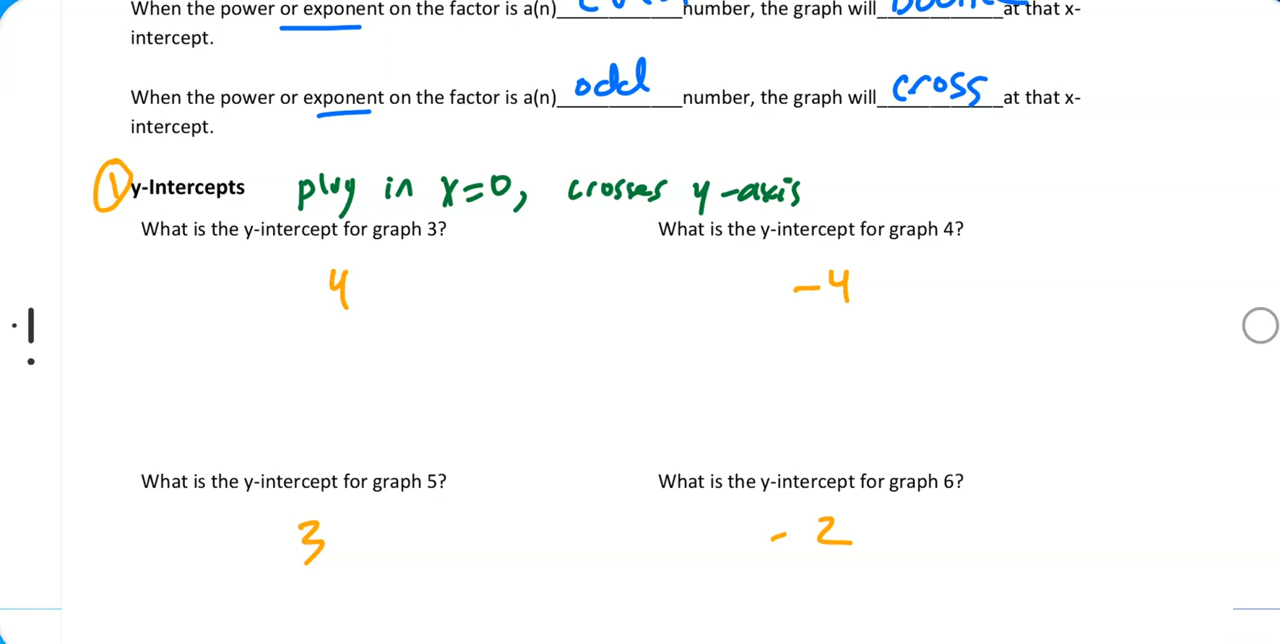 When the power or exponent on the factor is a(n)____________number, the graph will____________at that x-
intercept.
When the power or exponent on the factor is a(n)odd number, the graph will cross at that x-
intercept.
① y-Intercepts plug in x=0, crosses y-axis
What is the y-intercept for graph 3? What is the y-intercept for graph 4?
4 -4
What is the y-intercept for graph 5? What is the y-intercept for graph 6?
3 - 2